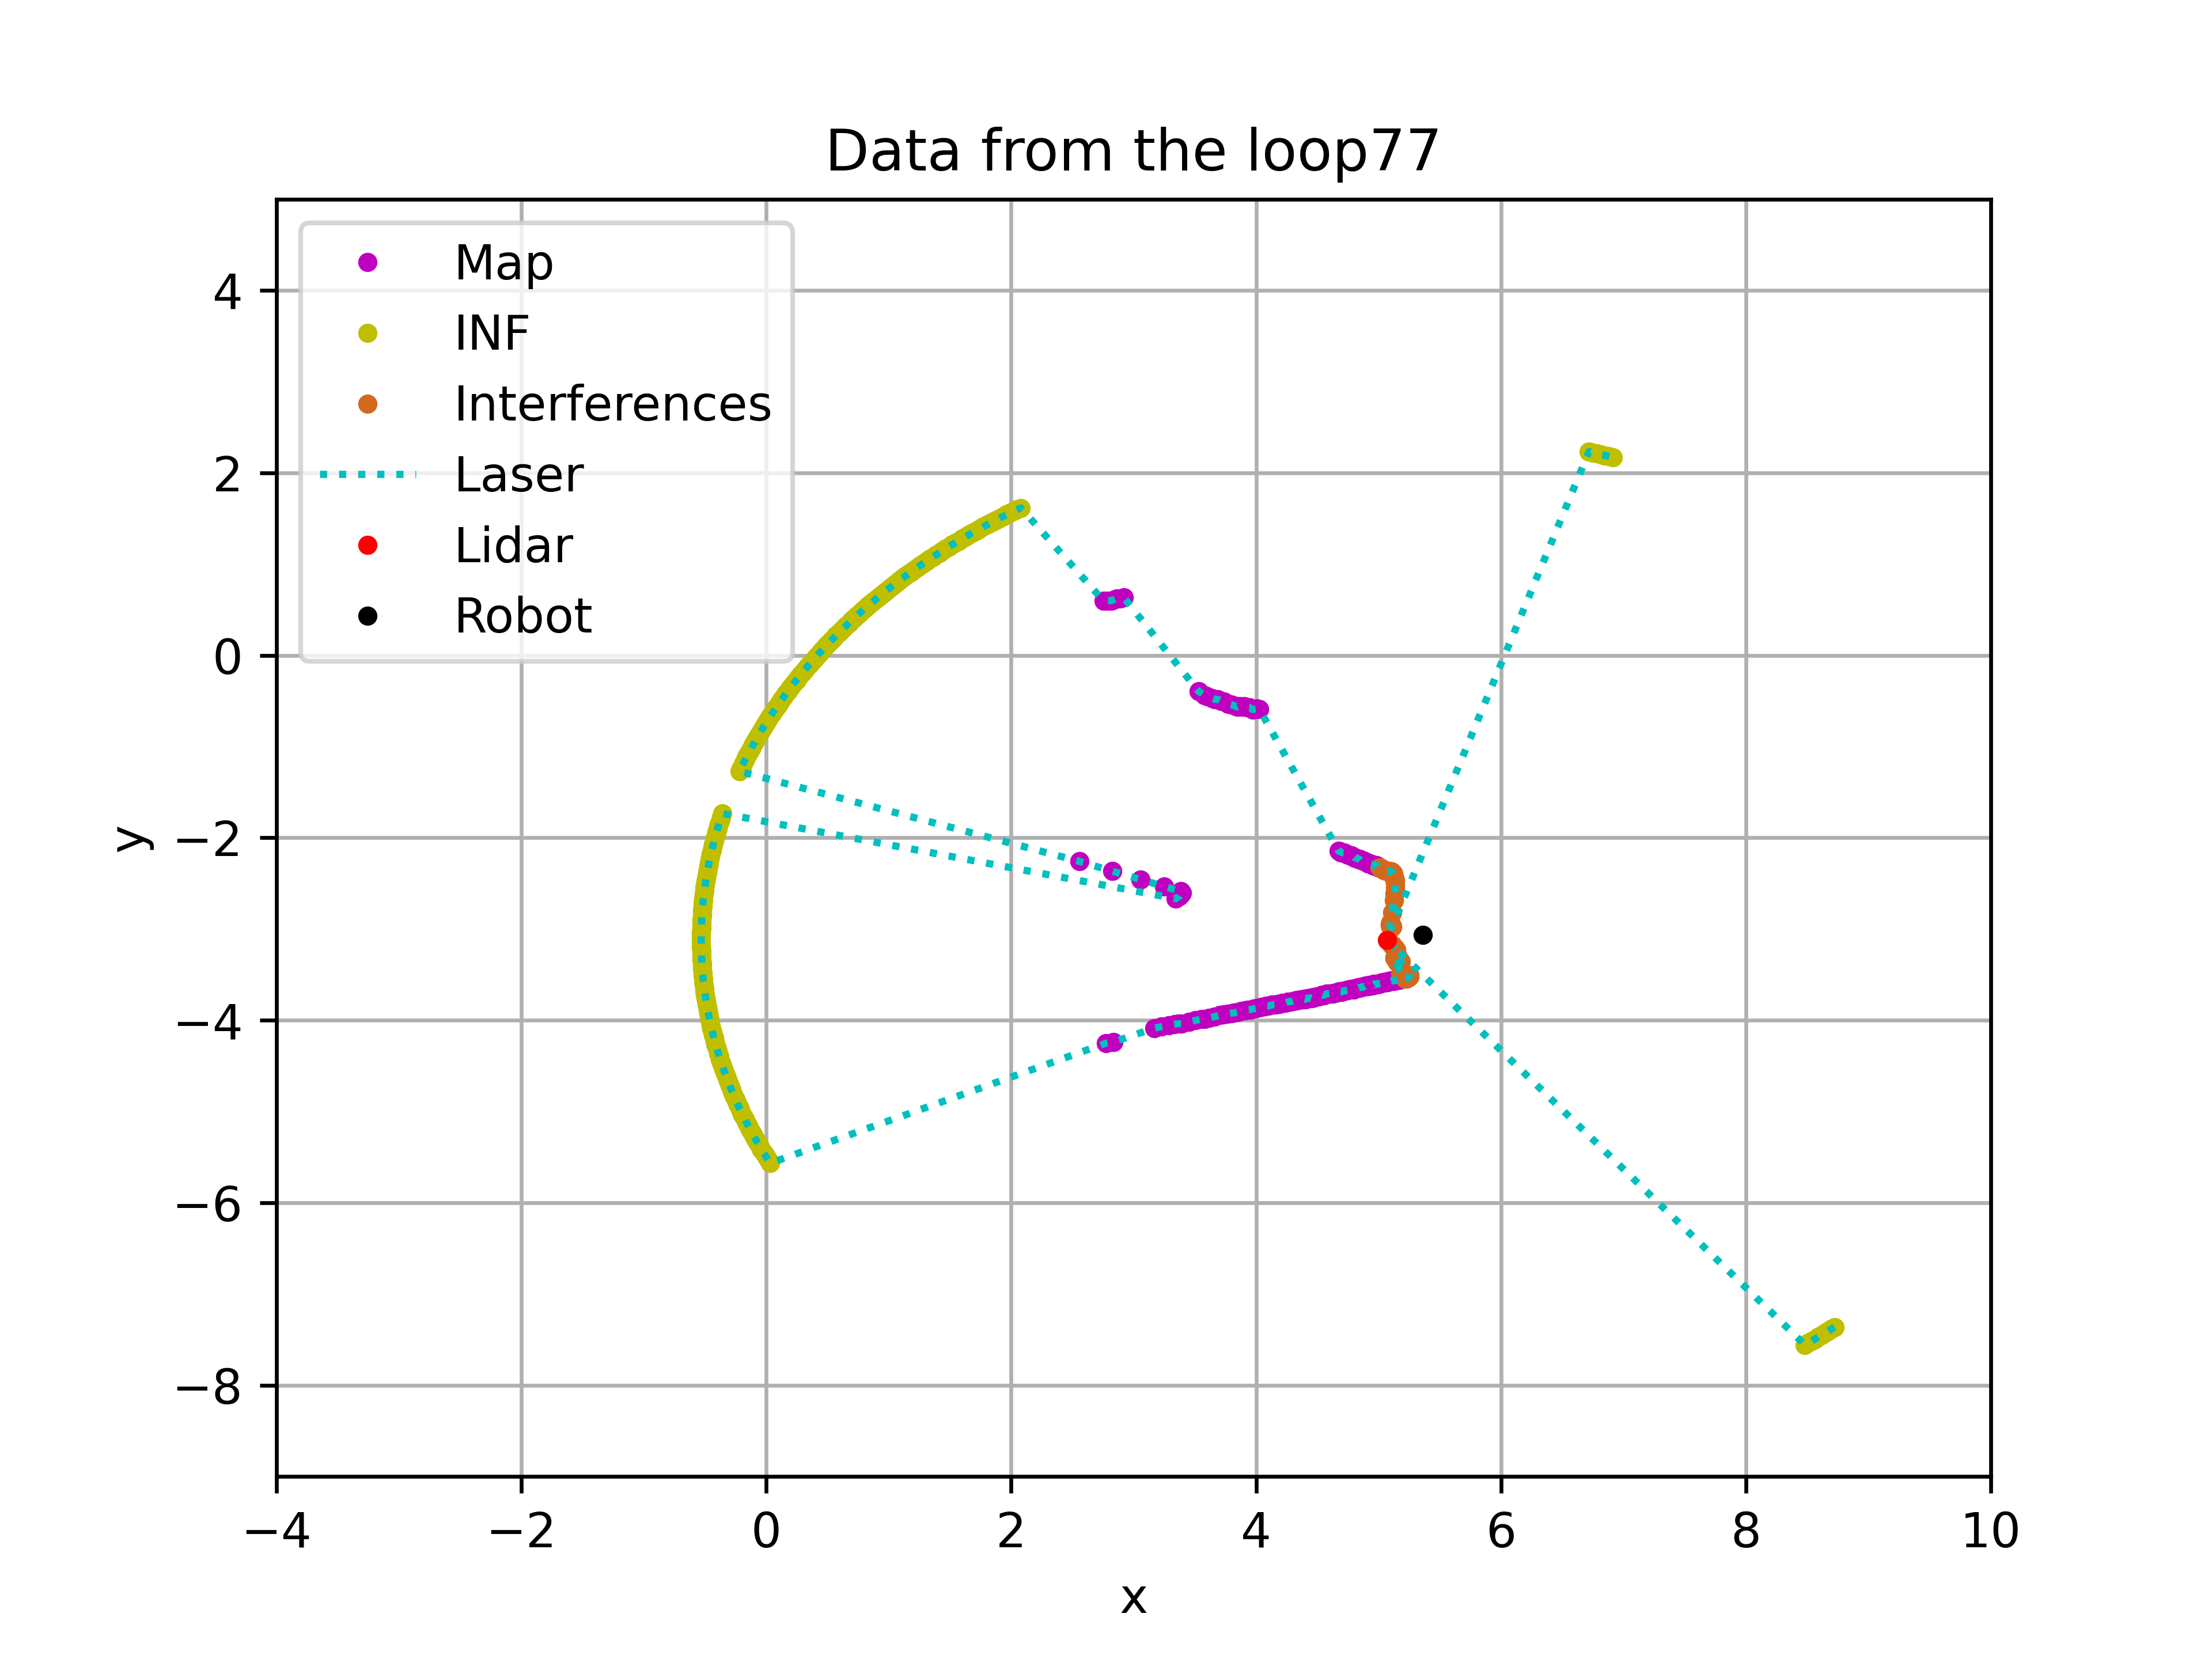 Data from the loop77
Map
INF
Interferences
Laser
Lidar
Robot
4
2
0
−2
−4
−6
−8
y
−4 −2 0 2 4 6 8 10
x